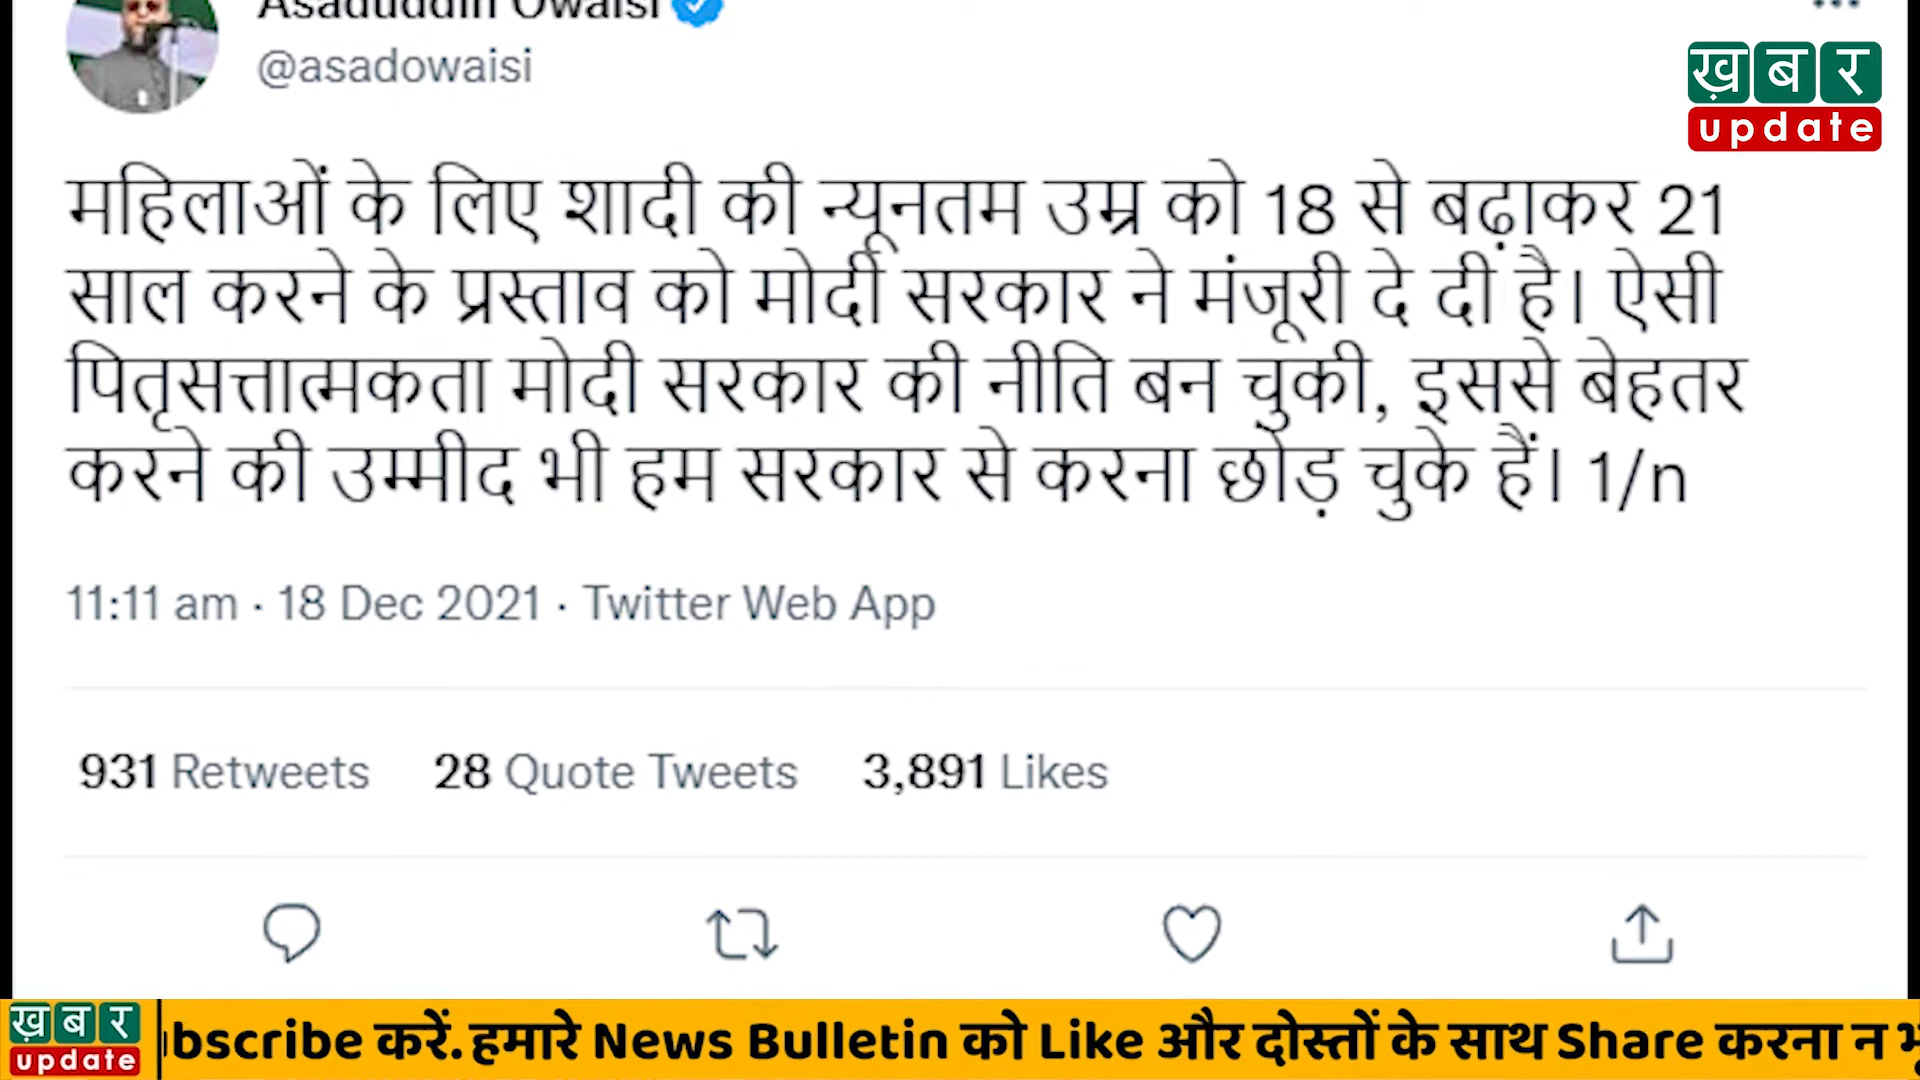 Asaduddin Owaisi
@asadowaisi
ख़बर
update
महिलाओं के लिए शादी की न्यूनतम उम्र को 18 से बढ़ाकर 21
साल करने के प्रस्ताव को मोदी सरकार ने मंजूरी दे दी है। ऐसी
पितृसत्तात्मकता मोदी सरकार की नीति बन चुकी, इससे बेहतर
करने की उम्मीद भी हम सरकार से करना छोड़ चुके हैं। 1/n
11:11 am · 18 Dec 2021 · Twitter Web App
931 Retweets 28 Quote Tweets 3,891 Likes
ख़बर
update
bscribe करें. हमारे News Bulletin को Like और दोस्तों के साथ Share करना न